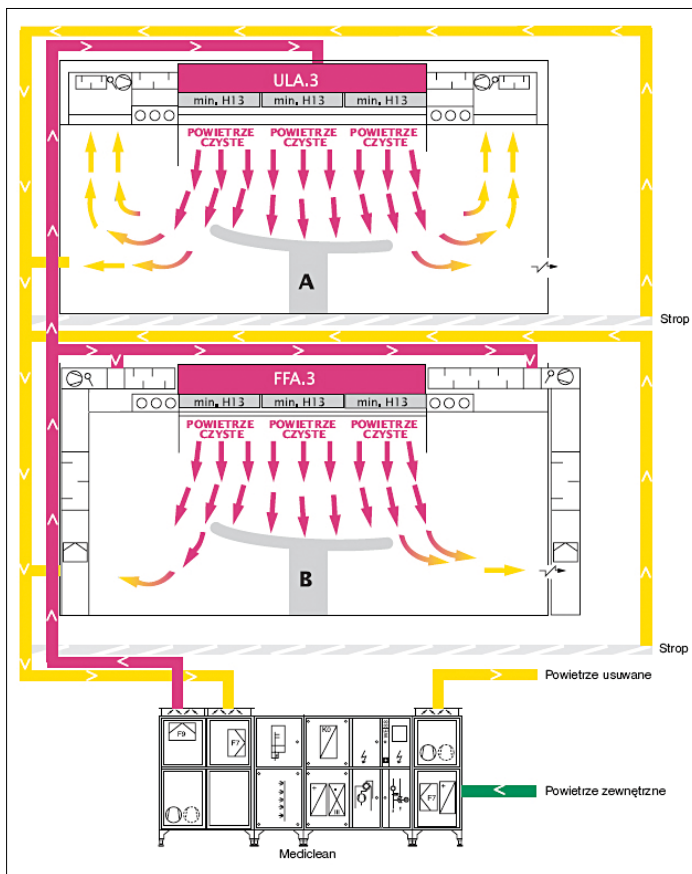 ULA.3
min, H13 min, H13 min, H13
POWIETRZE POWIETRZE POWIETRZE
CZYSTE CZYSTE CZYSTE
A
Strop
FFA.3
min, H13 min, H13 min, H13
POWIETRZE POWIETRZE POWIETRZE
CZYSTE CZYSTE CZYSTE
B
Strop
Powietrze usuwane
F9
F7
KG
F7
Powietrze zewnętrzne
Mediclean